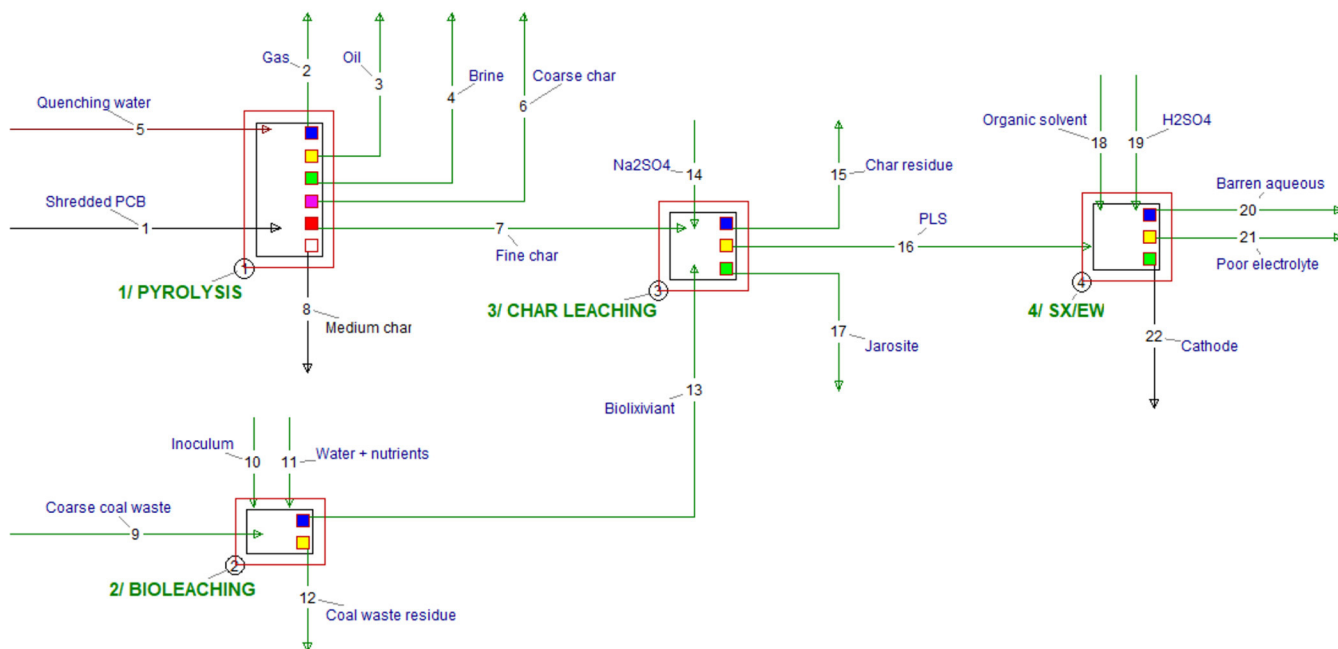 Gas
2
Oil
3
Brine
4
Coarse char
6
Quenching water
5
Shredded PCB
1
7
Fine char
1
1/ PYROLYSIS
8
Medium char
Na2SO4
14
15
Char residue
3
3/ CHAR LEACHING
PLS
16
17
Jarosite
Organic solvent
18
H2SO4
19
Barren aqueous
20
21
Poor electrolyte
4
4/ SX/EW
22
Cathode
Biolixiviant
13
Inoculum
10
Water + nutrients
11
Coarse coal waste
9
2
2/ BIOLEACHING
12
Coal waste residue